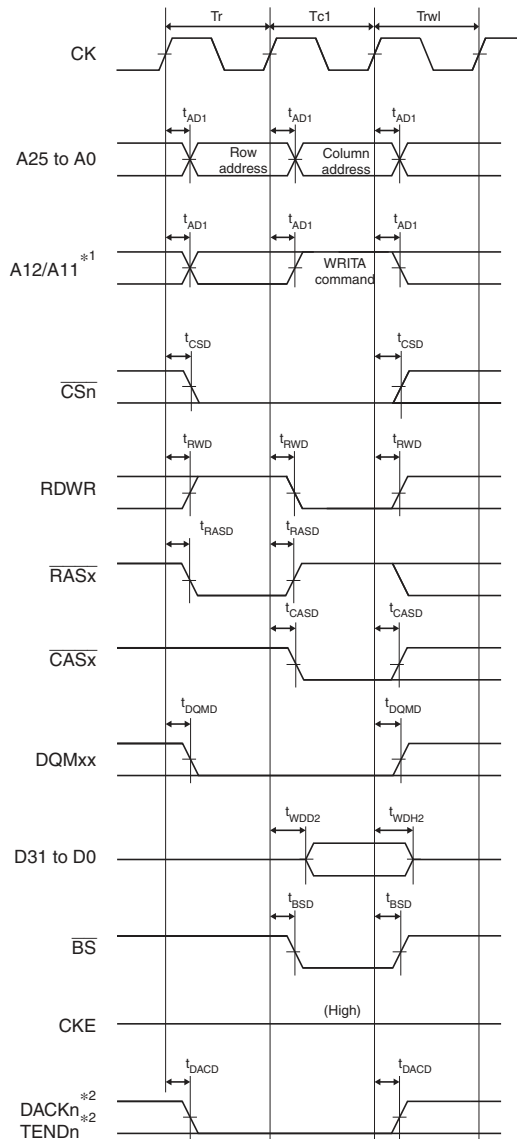 Tr Tc1 Trwl
CK
tAD1 tAD1 tAD1
A25 to A0
Row address
Column address
tAD1 tAD1 tAD1
A12/A11*1
WRITA command
tCSD tCSD
CSn
tRWD tRWD tRWD
RDWR
tRASD tRASD
RASx
tCASD tCASD
CASx
tDQMD tDQMD
DQMxx
tWDD2 tWDH2
D31 to D0
tBSD tBSD
BS
(High)
CKE
tDACD tDACD
DACKn*2
TENDn*2